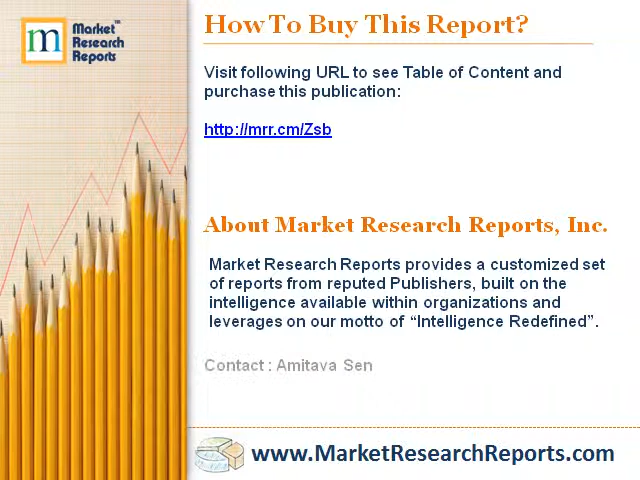 m
Market
Research
Reports
TM
How To Buy This Report?
Visit following URL to see Table of Content and
purchase this publication:
http://mrr.cm/Zsb
About Market Research Reports, Inc.
Market Research Reports provides a customized set
of reports from reputed Publishers, built on the
intelligence available within organizations and
leverages on our motto of “Intelligence Redefined”.
Contact : Amitava Sen
www.MarketResearchReports.com